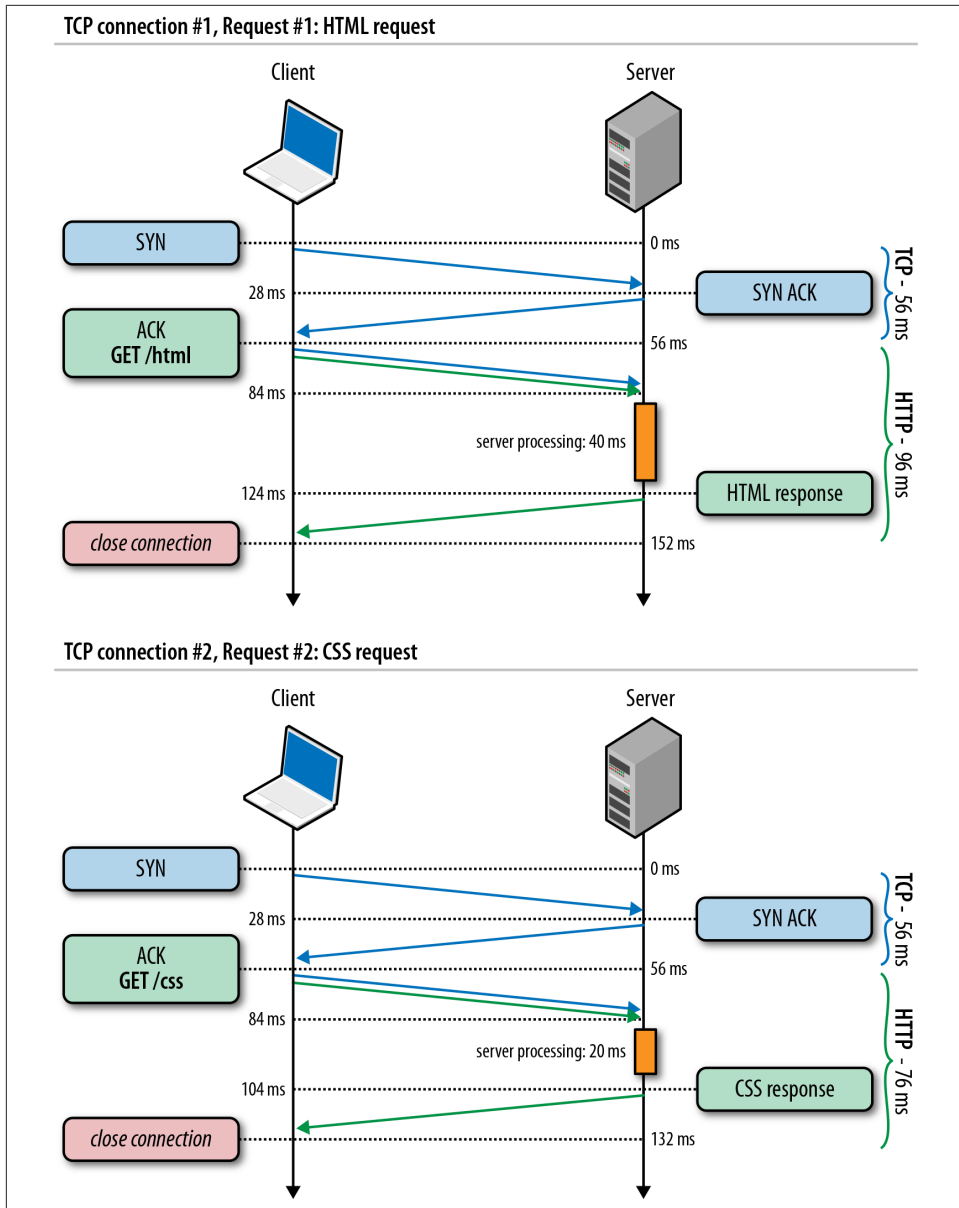 TCP connection #1, Request #1: HTML request
Client
Server
SYN
0 ms
28 ms
SYN ACK
TCP - 56 ms
ACK
GET /html
56 ms
84 ms
server processing: 40 ms
HTTP - 96 ms
124 ms
HTML response
close connection
152 ms
TCP connection #2, Request #2: CSS request
Client
Server
SYN
0 ms
28 ms
SYN ACK
TCP - 56 ms
ACK
GET /css
56 ms
84 ms
server processing: 20 ms
HTTP - 76 ms
104 ms
CSS response
close connection
132 ms